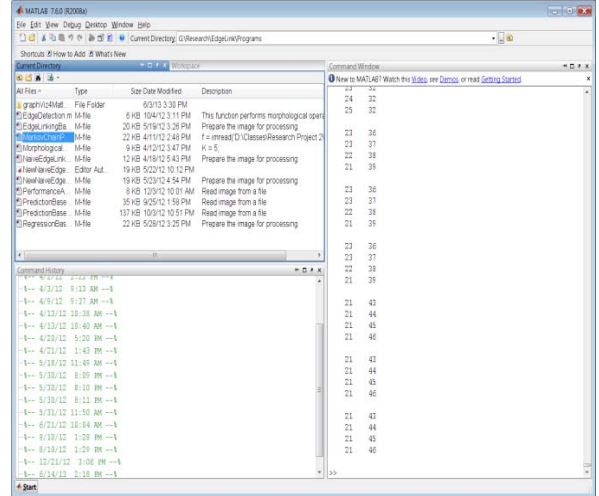 MATLAB 7.6.0 (R2008a)
File Edit View Debug Desktop Window Help
Current Directory: G:\Research\EdgeLink\Programs
Shortcuts How to Add What's New
Current Directory Workspace
All Files Type Size Date Modified Description
graphViz4Matl... File Folder 6/3/13 3:30 PM
EdgeDetection.m M-file 6 KB 10/4/12 3:11 PM This function performs morphological opera
EdgeLinkingBa... M-file 20 KB 5/19/12 3:26 PM Prepare the image for processing
MarkovChainP... M-file 22 KB 4/11/12 2:48 PM f = imread('D:\Classes\Research Project 2\
Morphological... M-file 9 KB 4/12/12 3:47 PM K = 5;
NaiveEdgeLink... M-file 12 KB 4/18/12 5:43 PM Prepare the image for processing
NewNaiveEdge... Editor Aut... 19 KB 5/22/12 10:12 PM
NewNaiveEdge... M-file 19 KB 5/23/12 4:54 PM Prepare the image for processing
PerformanceA... M-file 8 KB 12/3/12 10:01 AM Read image from a file
PredictionBase... M-file 35 KB 9/25/12 1:58 PM Read image from a file
PredictionBase... M-file 137 KB 10/3/12 10:51 PM Read image from a file
RegressionBas... M-file 22 KB 5/28/12 3:25 PM Prepare the image for processing
Command History
%-- 4/3/12 9:13 AM --%
%-- 4/9/12 9:37 AM --%
%-- 4/13/12 10:38 AM --%
%-- 4/13/12 10:40 AM --%
%-- 4/20/12 5:20 PM --%
%-- 4/21/12 1:43 PM --%
%-- 5/18/12 11:49 AM --%
%-- 5/30/12 8:09 PM --%
%-- 5/30/12 8:10 PM --%
%-- 5/30/12 8:11 PM --%
%-- 5/31/12 11:50 AM --%
%-- 6/21/12 10:04 AM --%
%-- 8/10/12 1:28 PM --%
%-- 8/10/12 1:29 PM --%
%-- 12/21/12 3:06 PM --%
%-- 6/14/13 2:18 PM --%
Start
Command Window
New to MATLAB? Watch this Video, see Demos, or read Getting Started.
23 32
24 32
25 32
23 36
23 37
22 38
21 39
23 36
23 37
22 38
21 39
23 36
23 37
22 38
21 39
21 43
21 44
21 45
21 46
21 43
21 44
21 45
21 46
21 43
21 44
21 45
21 46
>>